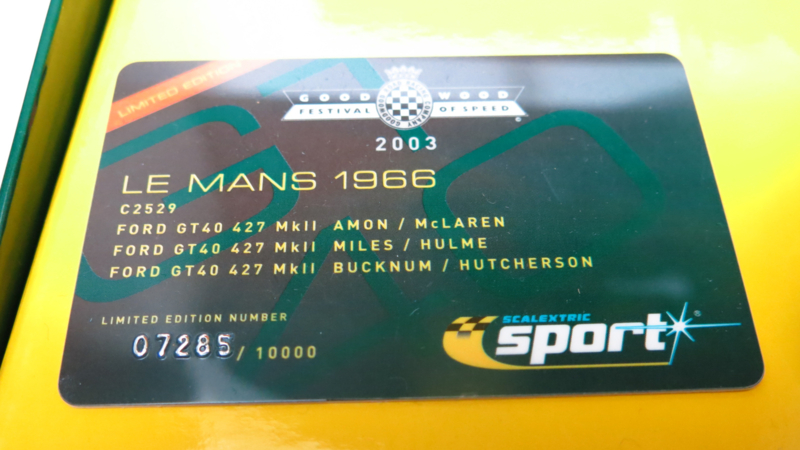 LIMITED EDITION
GOODWOOD
FESTIVAL OF SPEED
2003
LE MANS 1966
C2529
FORD GT40 427 MkII AMON / McLAREN
FORD GT40 427 MkII MILES / HULME
FORD GT40 427 MkII BUCKNUM / HUTCHERSON
LIMITED EDITION NUMBER
07285 / 10000
SCALEXTRIC
sport